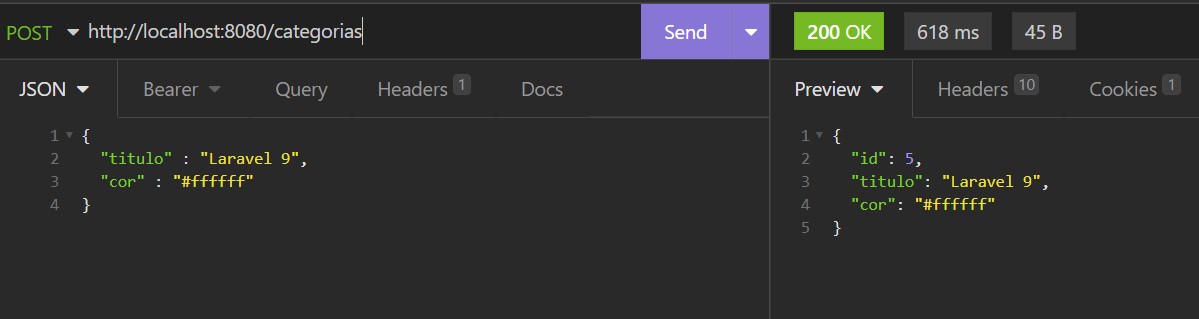 POST http://localhost:8080/categorias Send 200 OK 618 ms 45 B
JSON Bearer Query Headers 1 Docs Preview Headers 10 Cookies 1
1 {
2 "titulo" : "Laravel 9",
3 "cor" : "#ffffff"
4 }
1 {
2 "id": 5,
3 "titulo": "Laravel 9",
4 "cor": "#ffffff"
5 }